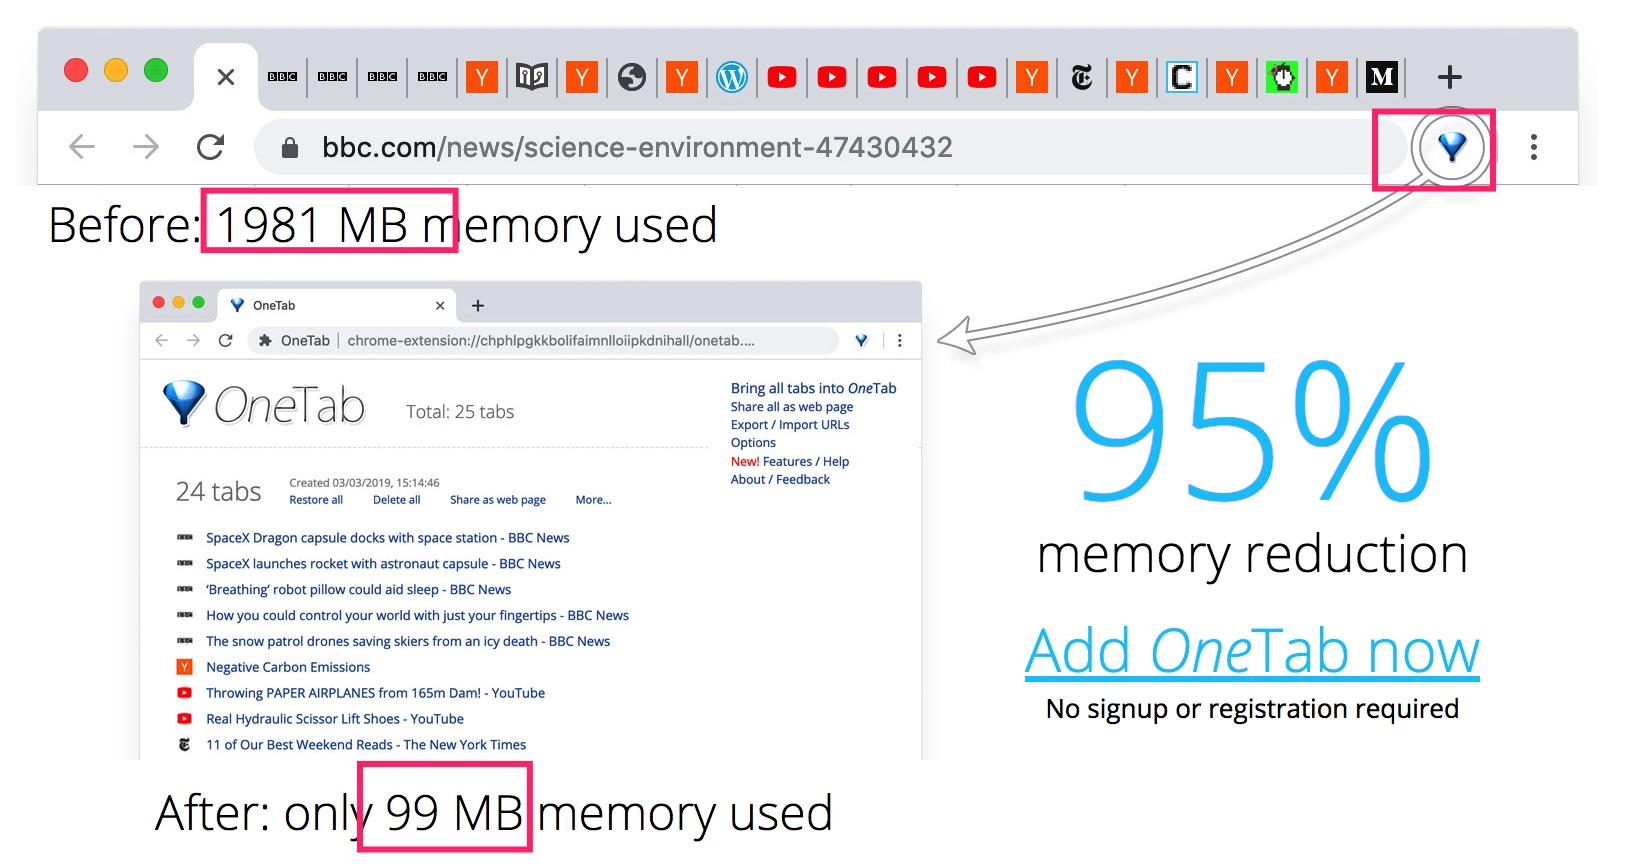 BBC BBC BBC BBC Y Y Y Y Y C Y Y M
bbc.com/news/science-environment-47430432
Before: 1981 MB memory used
OneTab
OneTab | chrome-extension://chphlpgkkbolifaimnlloiipkdnihall/onetab....
OneTab
Total: 25 tabs
Bring all tabs into OneTab
Share all as web page
Export / Import URLs
Options
New! Features / Help
About / Feedback
24 tabs
Created 03/03/2019, 15:14:46
Restore all Delete all Share as web page More...
SpaceX Dragon capsule docks with space station - BBC News
SpaceX launches rocket with astronaut capsule - BBC News
‘Breathing’ robot pillow could aid sleep - BBC News
How you could control your world with just your fingertips - BBC News
The snow patrol drones saving skiers from an icy death - BBC News
Y Negative Carbon Emissions
Throwing PAPER AIRPLANES from 165m Dam! - YouTube
Real Hydraulic Scissor Lift Shoes - YouTube
11 of Our Best Weekend Reads - The New York Times
After: only 99 MB memory used
95%
memory reduction
Add OneTab now
No signup or registration required